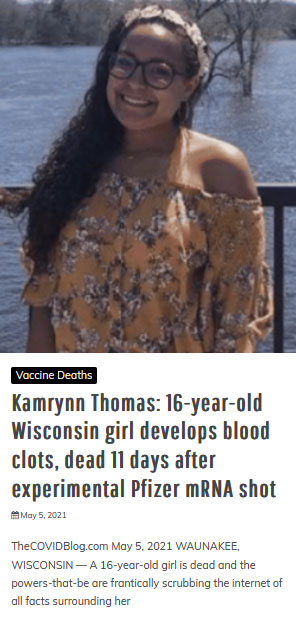 Vaccine Deaths
Kamrynn Thomas: 16-year-old
Wisconsin girl develops blood
clots, dead 11 days after
experimental Pfizer mRNA shot
May 5, 2021
TheCOVIDBlog.com May 5, 2021 WAUNAKEE,
WISCONSIN — A 16-year-old girl is dead and the
powers-that-be are frantically scrubbing the internet of
all facts surrounding her